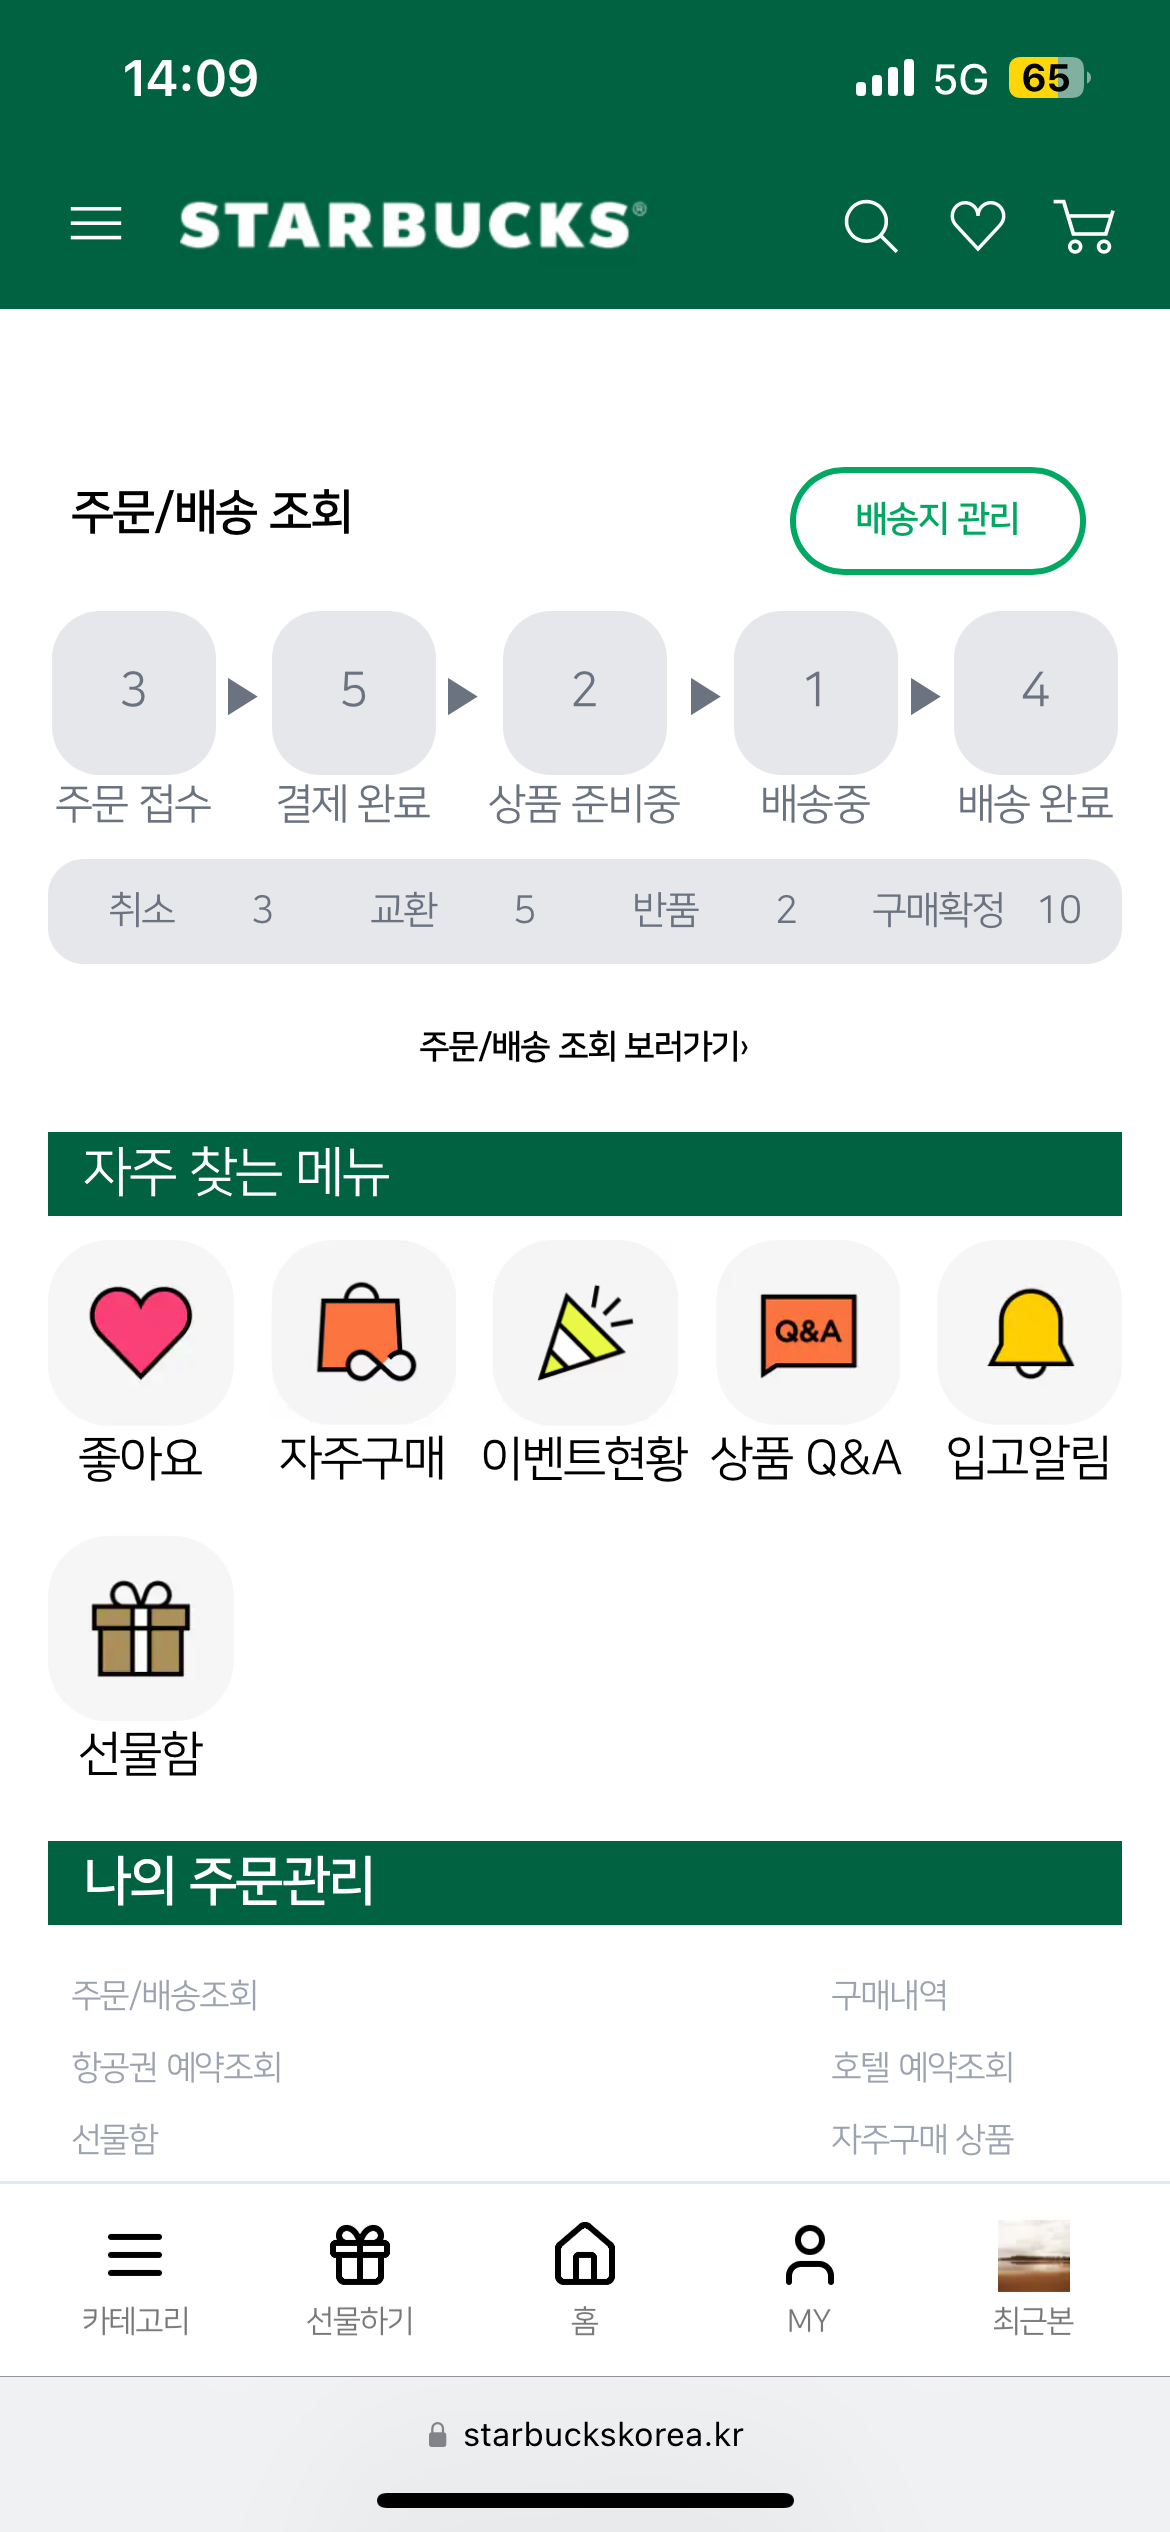 14:09 5G 65
STARBUCKS®
주문/배송 조회 배송지 관리
3 5 2 1 4
주문 접수 결제 완료 상품 준비중 배송중 배송 완료
취소 3 교환 5 반품 2 구매확정 10
주문/배송 조회 보러가기›
자주 찾는 메뉴
Q&A
좋아요 자주구매 이벤트현황 상품 Q&A 입고알림
선물함
나의 주문관리
주문/배송조회 구매내역
항공권 예약조회 호텔 예약조회
선물함 자주구매 상품
카테고리 선물하기 홈 MY 최근본
starbuckskorea.kr